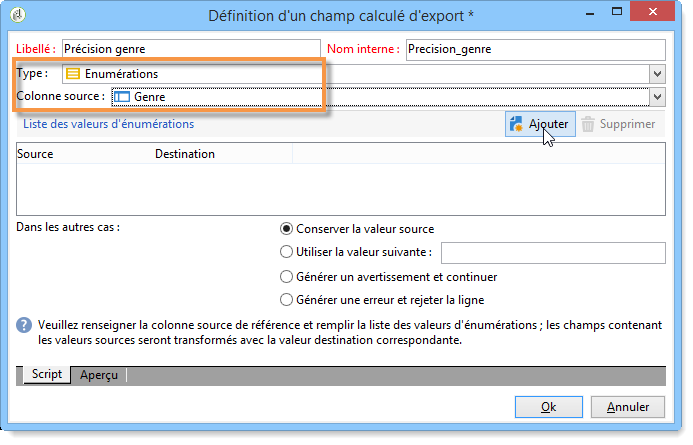 Définition d'un champ calculé d'export *
Libellé : Précision genre Nom interne : Precision_genre
Type : Enumérations
Colonne source : Genre
Liste des valeurs d'énumérations Ajouter Supprimer
Source Destination
Dans les autres cas : Conserver la valeur source
Utiliser la valeur suivante :
Générer un avertissement et continuer
Générer une erreur et rejeter la ligne
Veuillez renseigner la colonne source de référence et remplir la liste des valeurs d'énumérations ; les champs contenant
les valeurs sources seront transformés avec la valeur destination correspondante.
Script Aperçu
Ok Annuler